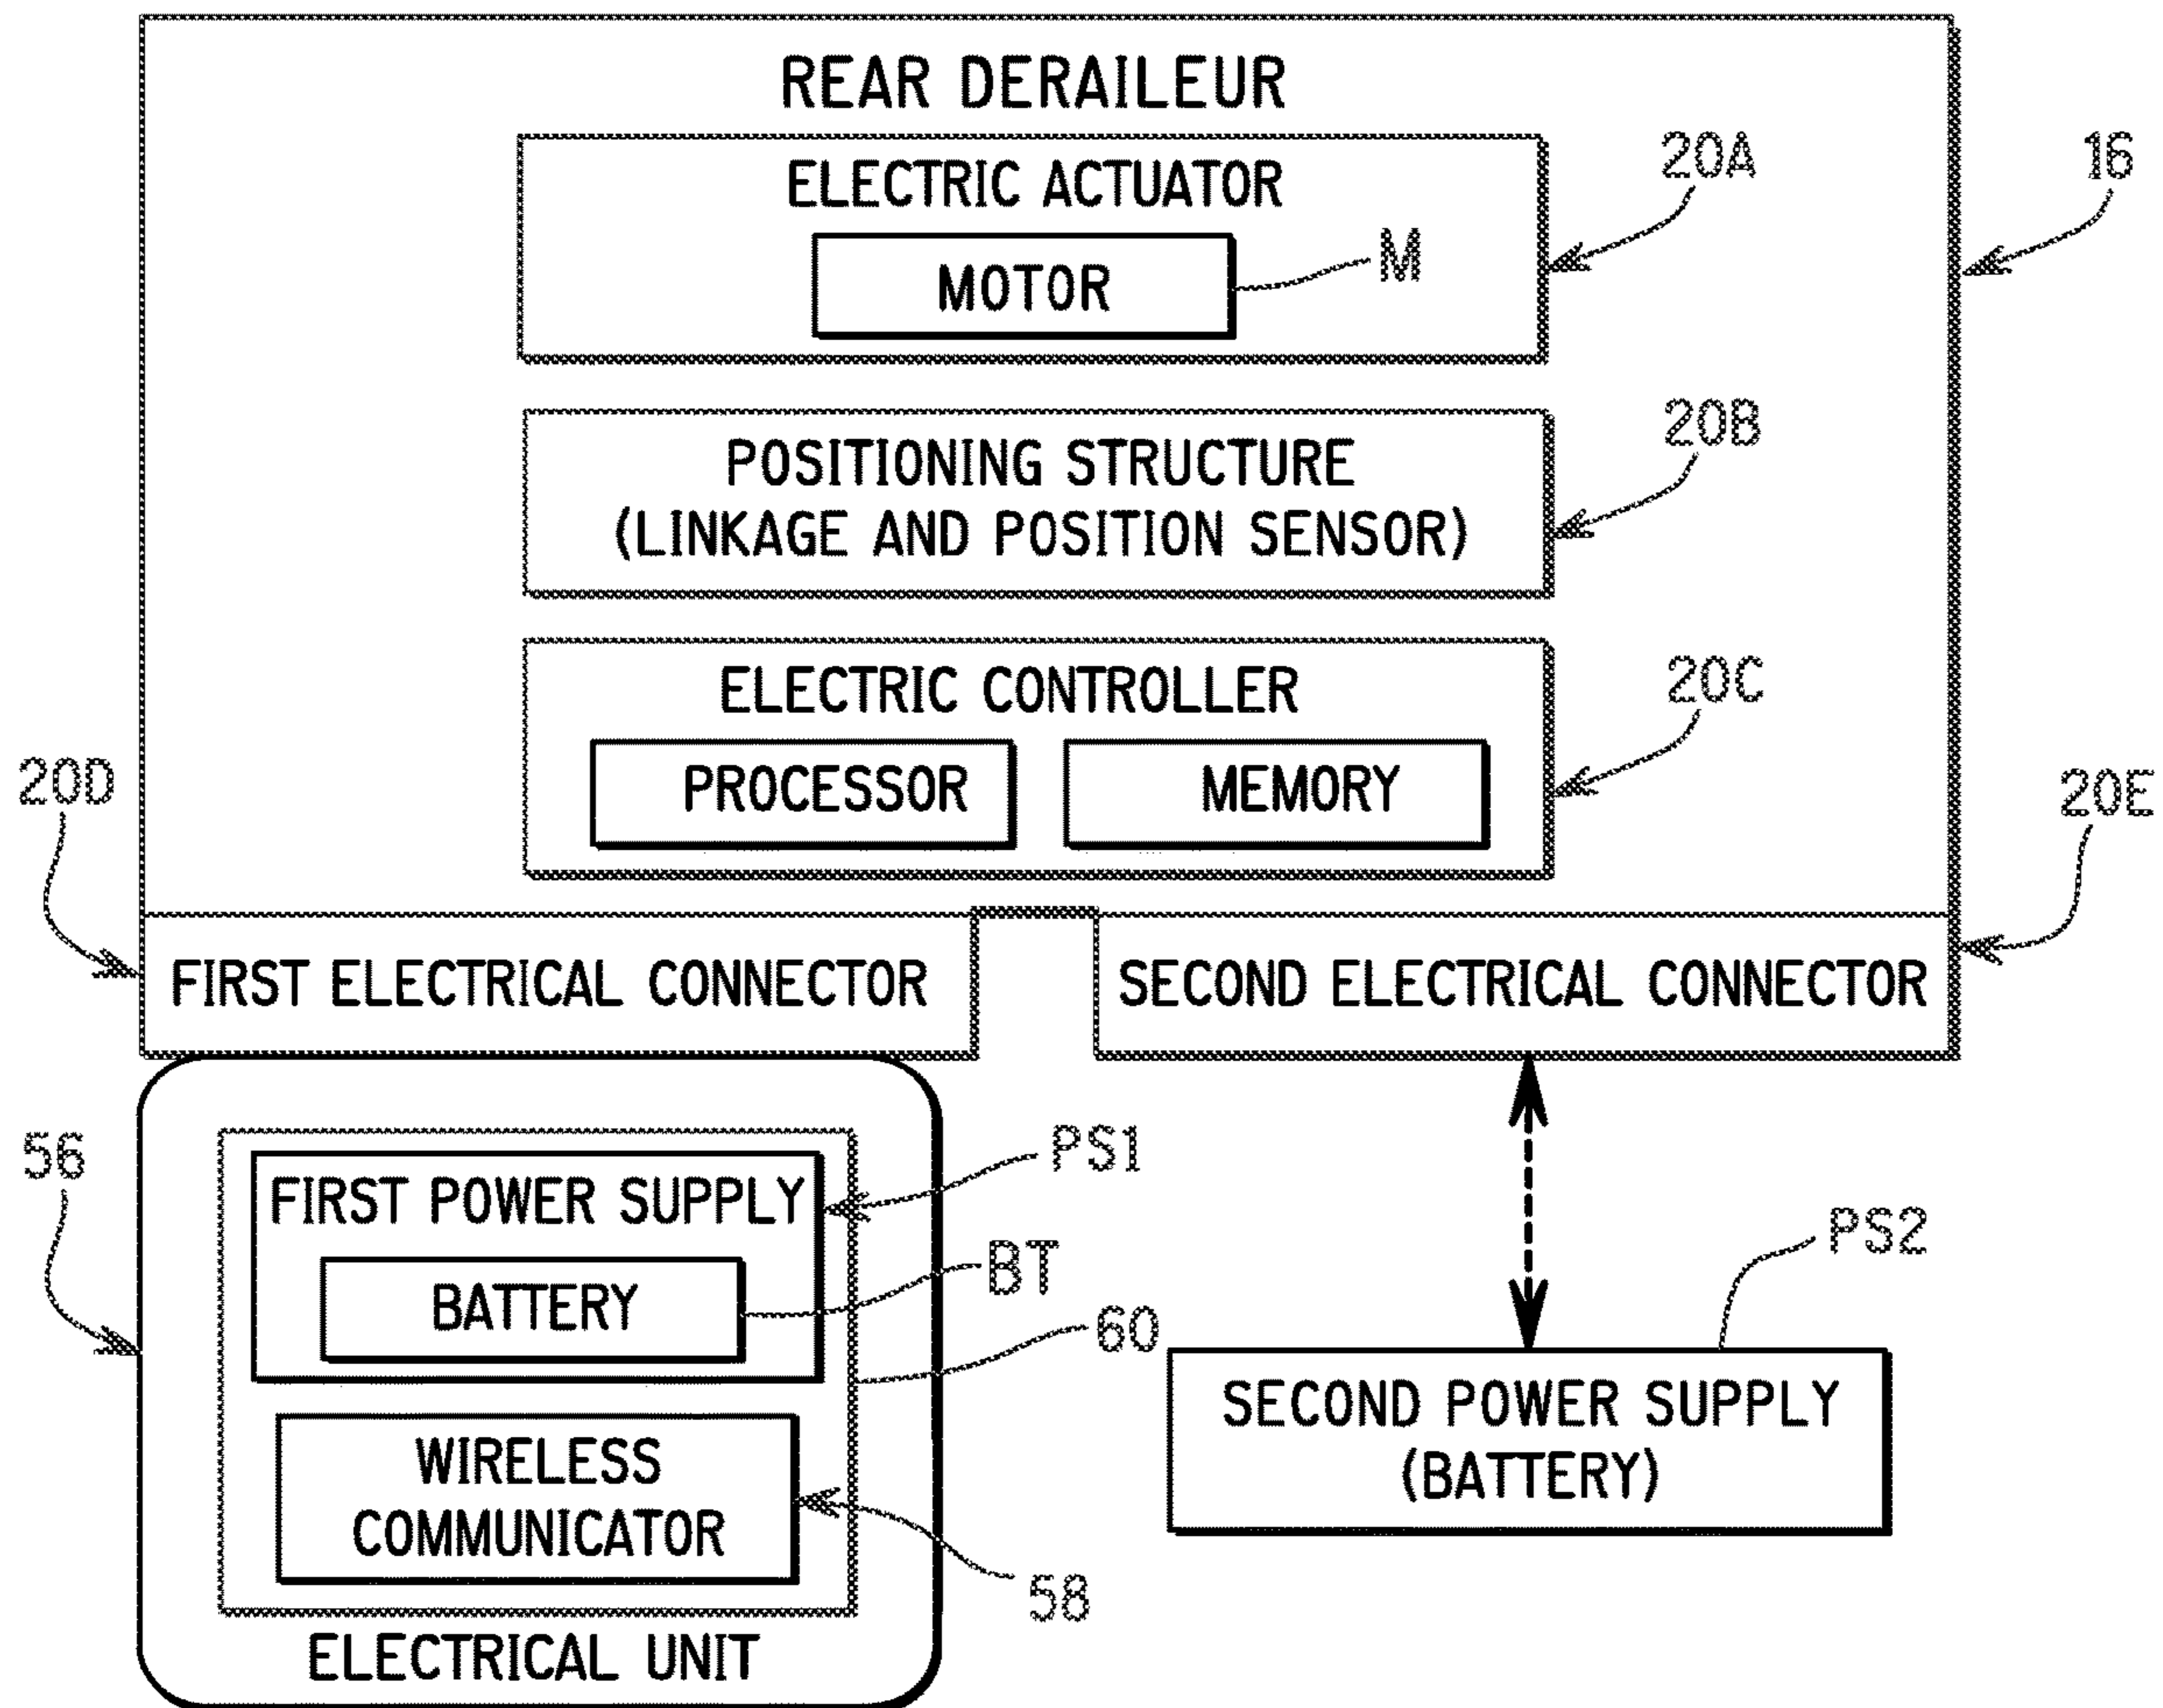 REAR DERAILEUR
ELECTRIC ACTUATOR
20A
16
MOTOR
M
POSITIONING STRUCTURE
(LINKAGE AND POSITION SENSOR)
20B
ELECTRIC CONTROLLER
20C
PROCESSOR
MEMORY
20D
20E
FIRST ELECTRICAL CONNECTOR
SECOND ELECTRICAL CONNECTOR
56
PS1
FIRST POWER SUPPLY
BATTERY
BT
60
PS2
SECOND POWER SUPPLY
(BATTERY)
WIRELESS
COMMUNICATOR
58
ELECTRICAL UNIT